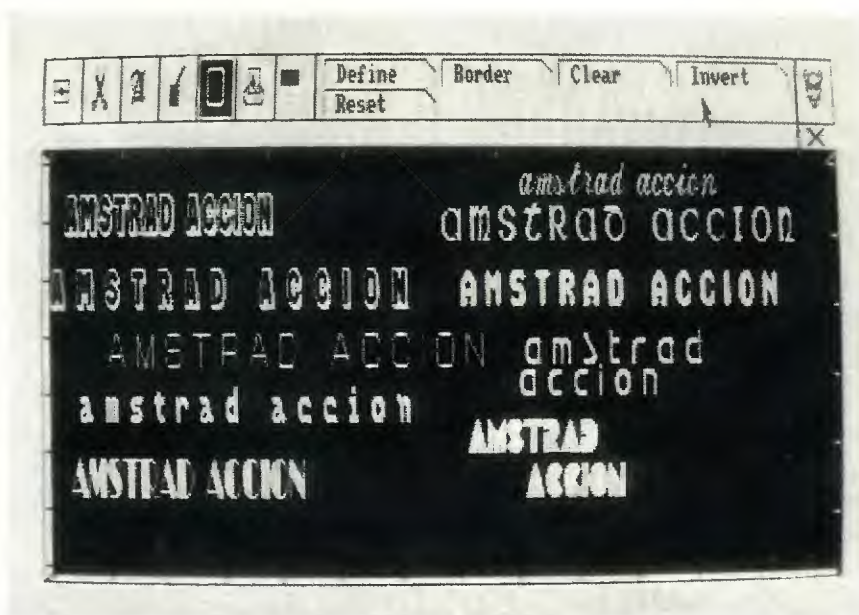 Define Border Clear Invert
Reset
AMSTRAD ACCION
amstrad accion
amstRad accion
AMSTRAD ACCION
AMSTRAD ACCION
AMSTRAD ACCION
amstrad
accion
amstrad accion
AMSTRAD
ACCION
AMSTRAD ACCION